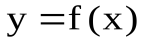 y =f (x)